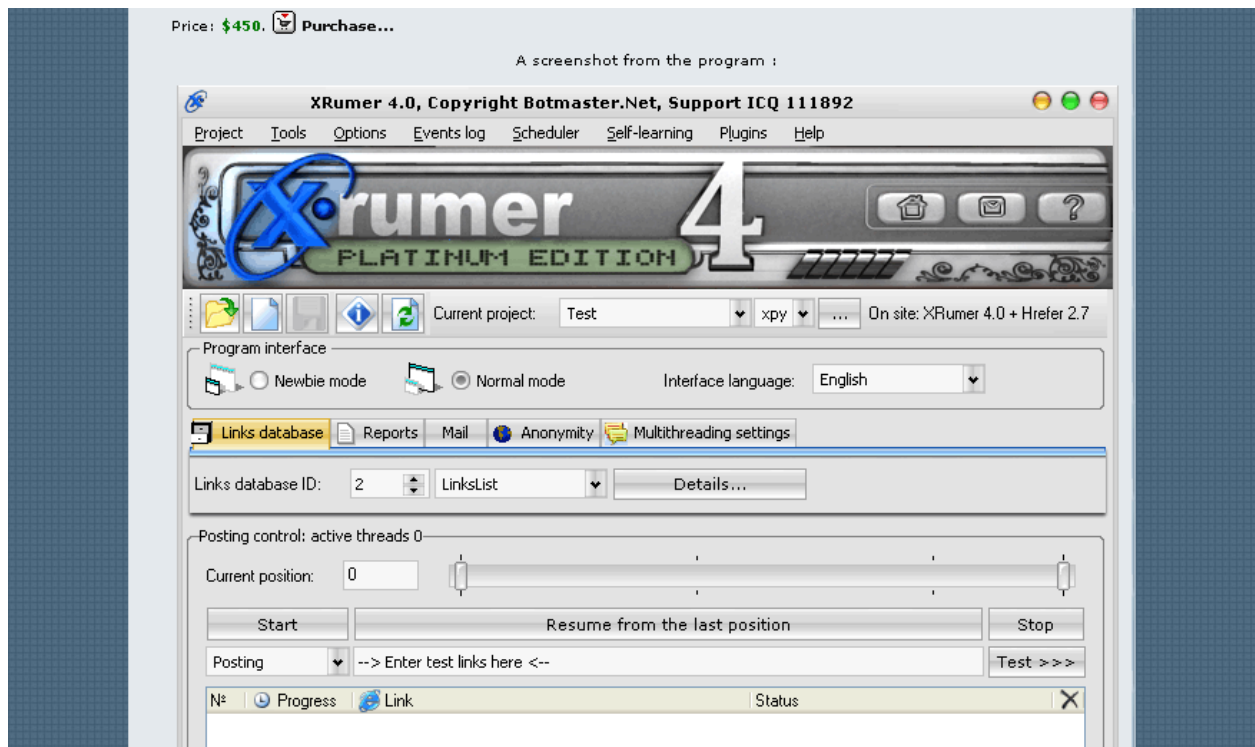 Price: $450. Purchase...
A screenshot from the program :
XRumer 4.0, Copyright Botmaster.Net, Support ICQ 111892
Project Tools Options Events log Scheduler Self-learning Plugins Help
Xrumer 4
PLATINUM EDITION
Current project: Test xpy ... On site: XRumer 4.0 + Hrefer 2.7
Program interface
Newbie mode Normal mode Interface language: English
Links database Reports Mail Anonymity Multithreading settings
Links database ID: 2 LinksList Details...
Posting control: active threads 0
Current position: 0
Start Resume from the last position Stop
Posting --> Enter test links here <-- Test >>>
№ Progress Link Status